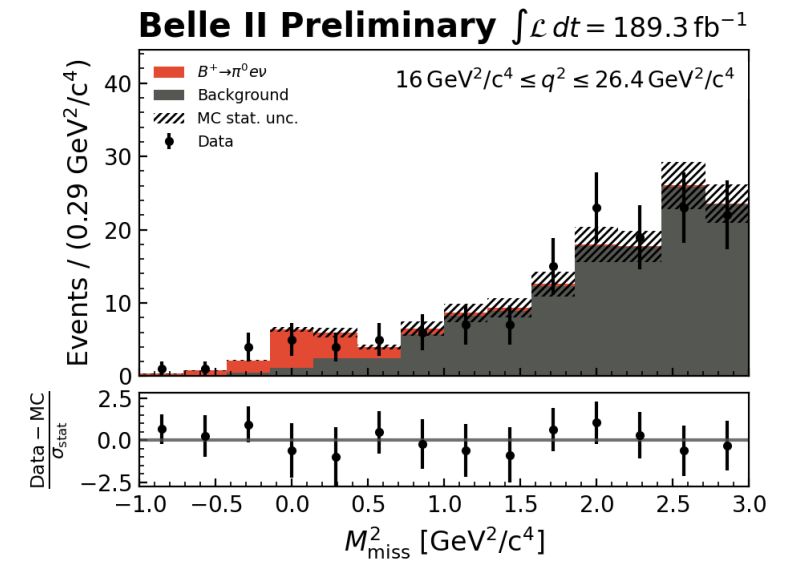 Belle II Preliminary ∫ℒ dt = 189.3 fb⁻¹
16 GeV²/c⁴ ≤ q² ≤ 26.4 GeV²/c⁴
B⁺→π⁰eν
Background
MC stat. unc.
Data
Events / (0.29 GeV²/c⁴)
40
30
20
10
0
Data − MC
σstat
2.5
0.0
−2.5
−1.0 −0.5 0.0 0.5 1.0 1.5 2.0 2.5 3.0
M²miss [GeV²/c⁴]